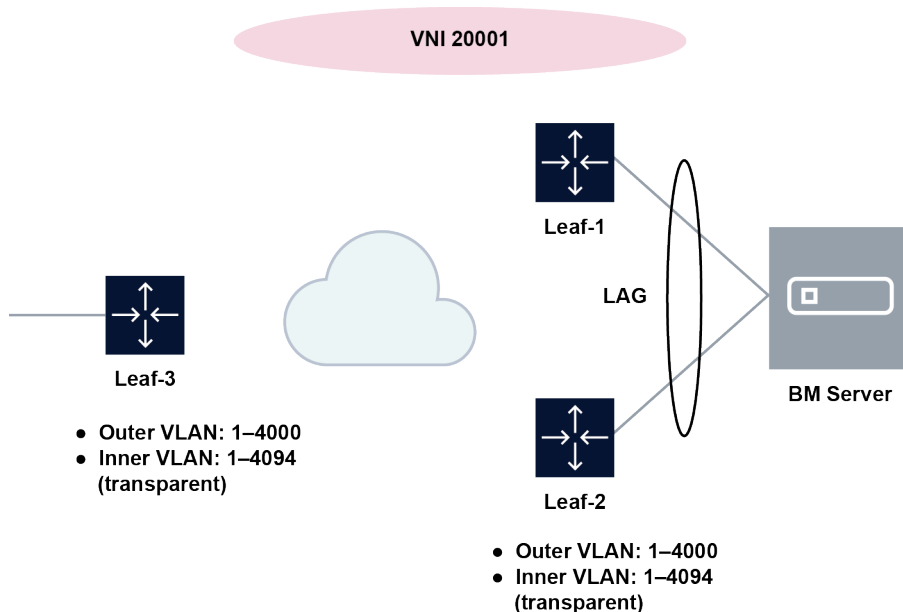 VNI 20001
Leaf-1
LAG
Leaf-3
BM Server
● Outer VLAN: 1–4000
● Inner VLAN: 1–4094
(transparent)
Leaf-2
● Outer VLAN: 1–4000
● Inner VLAN: 1–4094
(transparent)